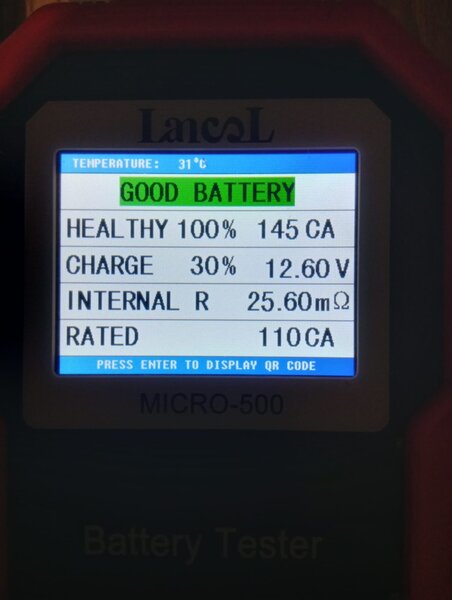 Lancol
TEMPERATURE: 31°C
GOOD BATTERY
HEALTHY 100% 145 CA
CHARGE 30% 12.60 V
INTERNAL R 25.60mΩ
RATED 110CA
PRESS ENTER TO DISPLAY QR CODE
MICRO-500
Battery Tester